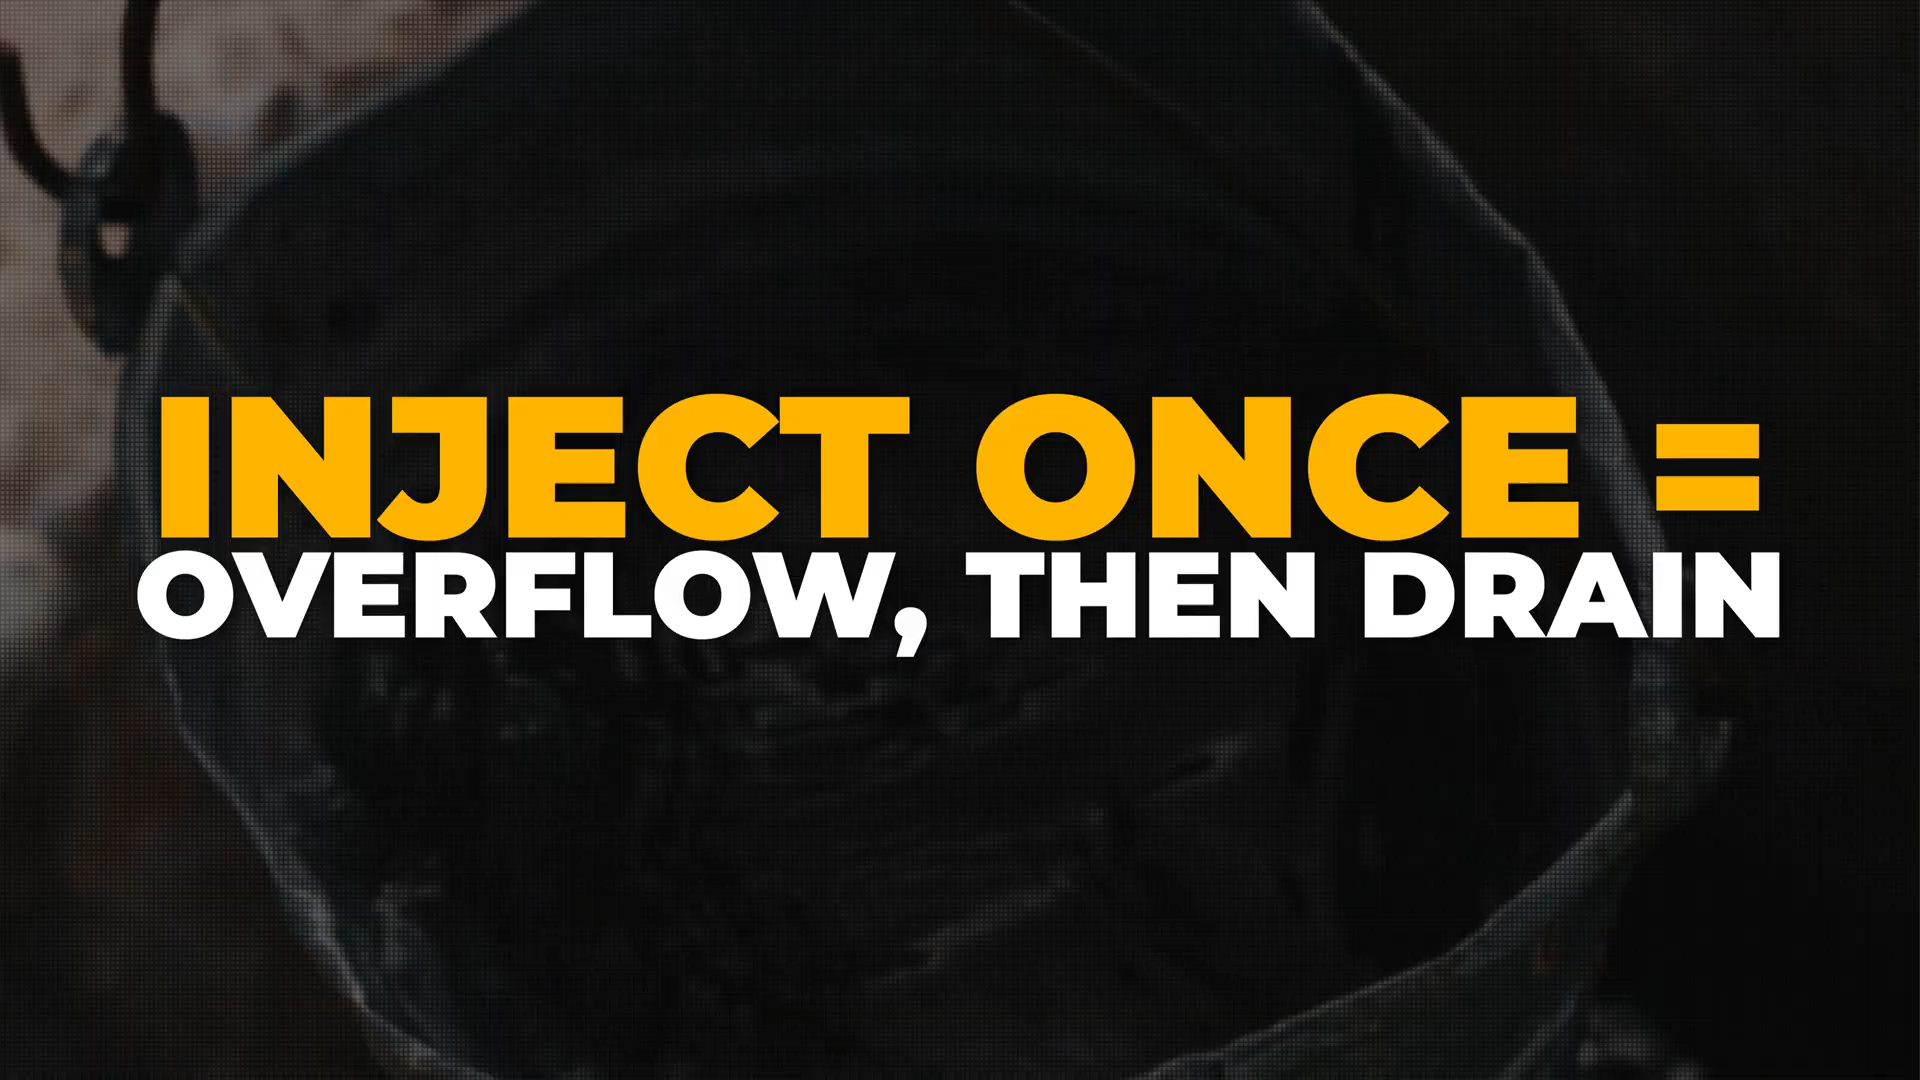 INJECT ONCE =
OVERFLOW, THEN DRAIN